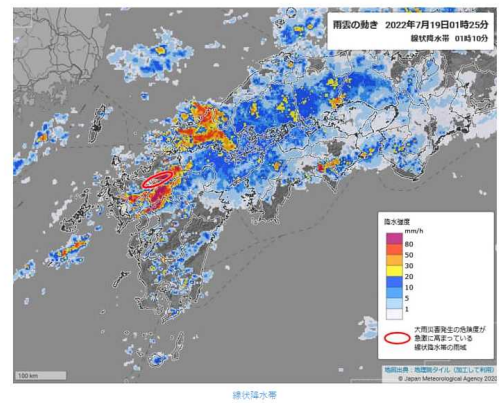 雨雲の動き 2022年7月19日01時25分
線状降水帯 01時10分
降水強度
mm/h
80
50
30
20
10
5
1
大雨災害発生の危険度が
急激に高まっている
線状降水帯の雨域
100 km
地図出典：地理院タイル（加工して利用）
© Japan Meteorological Agency 2020
線状降水帯